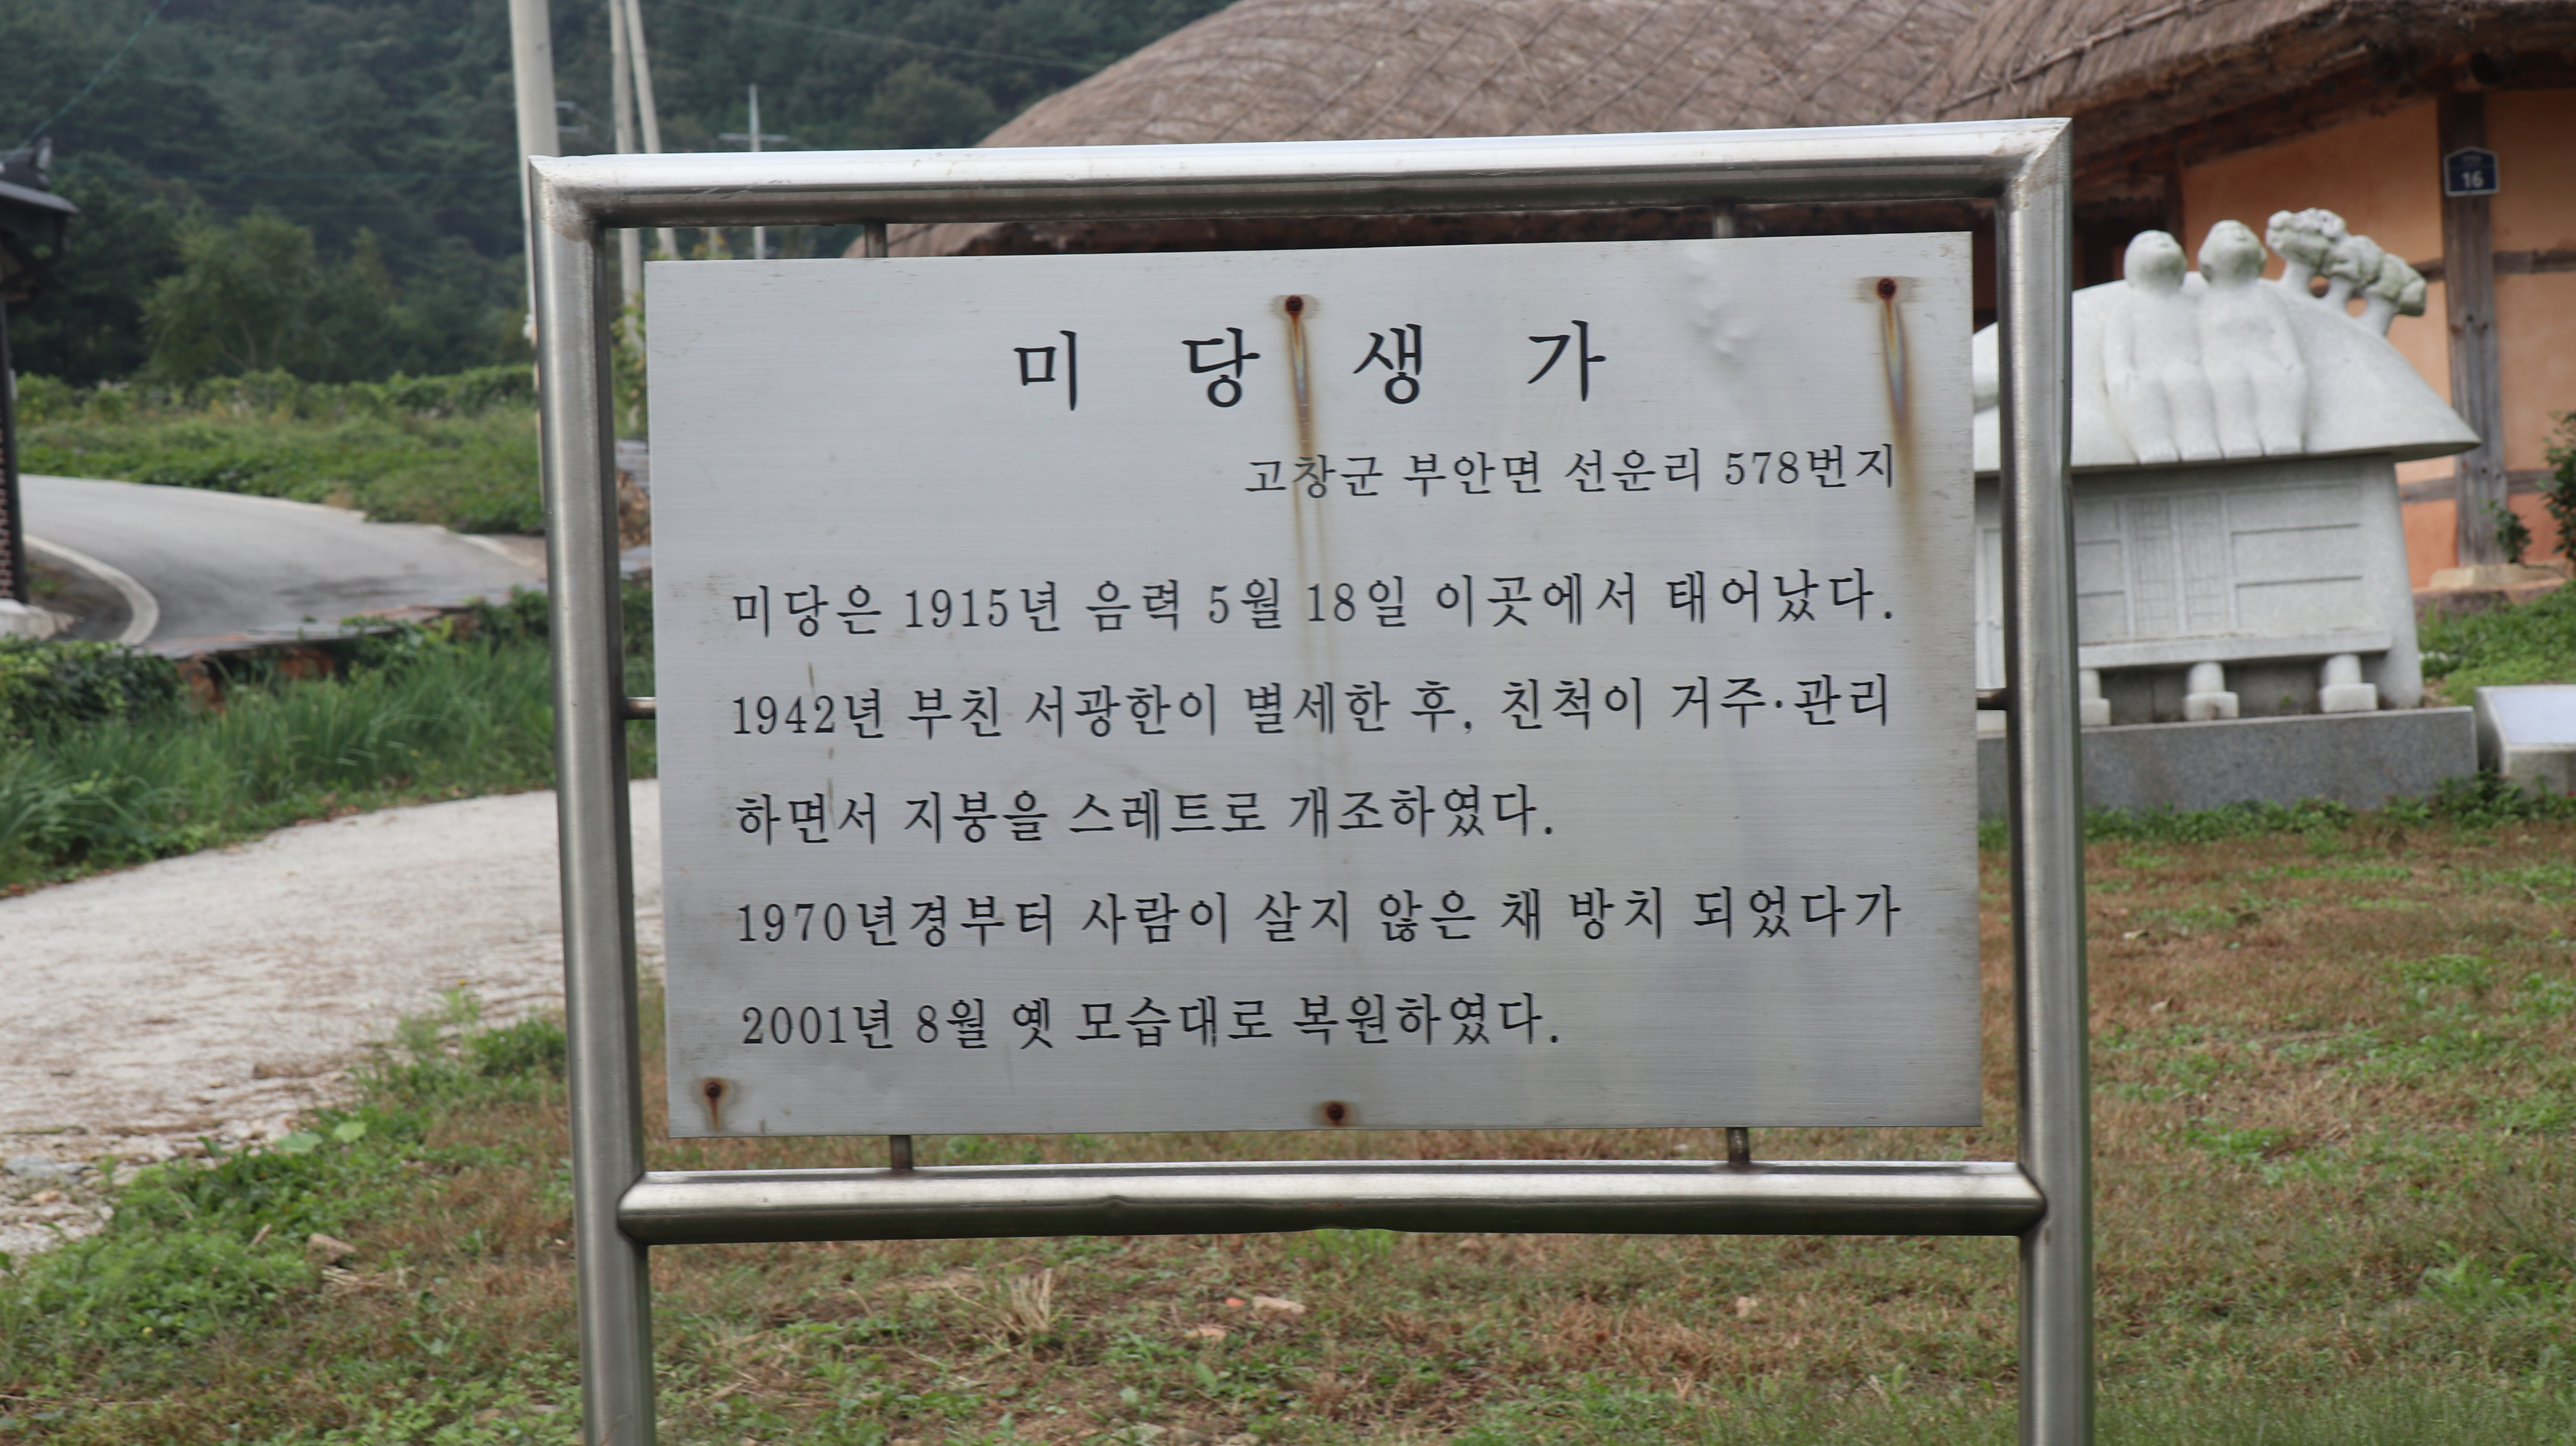 미 당 생 가
고창군 부안면 선운리 578번지
미당은 1915년 음력 5월 18일 이곳에서 태어났다.
1942년 부친 서광한이 별세한 후, 친척이 거주·관리
하면서 지붕을 스레트로 개조하였다.
1970년경부터 사람이 살지 않은 채 방치 되었다가
2001년 8월 옛 모습대로 복원하였다.
16